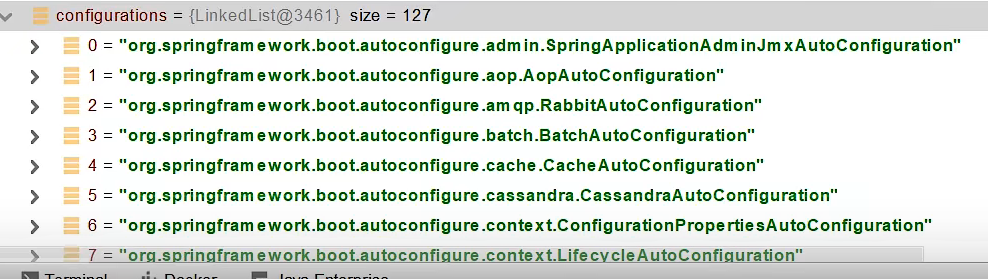 configurations = {LinkedList@3461} size = 127
0 = "org.springframework.boot.autoconfigure.admin.SpringApplicationAdminJmxAutoConfiguration"
1 = "org.springframework.boot.autoconfigure.aop.AopAutoConfiguration"
2 = "org.springframework.boot.autoconfigure.amqp.RabbitAutoConfiguration"
3 = "org.springframework.boot.autoconfigure.batch.BatchAutoConfiguration"
4 = "org.springframework.boot.autoconfigure.cache.CacheAutoConfiguration"
5 = "org.springframework.boot.autoconfigure.cassandra.CassandraAutoConfiguration"
6 = "org.springframework.boot.autoconfigure.context.ConfigurationPropertiesAutoConfiguration"
7 = "org.springframework.boot.autoconfigure.context.LifecycleAutoConfiguration"
Terminal Docker Java Enterprise